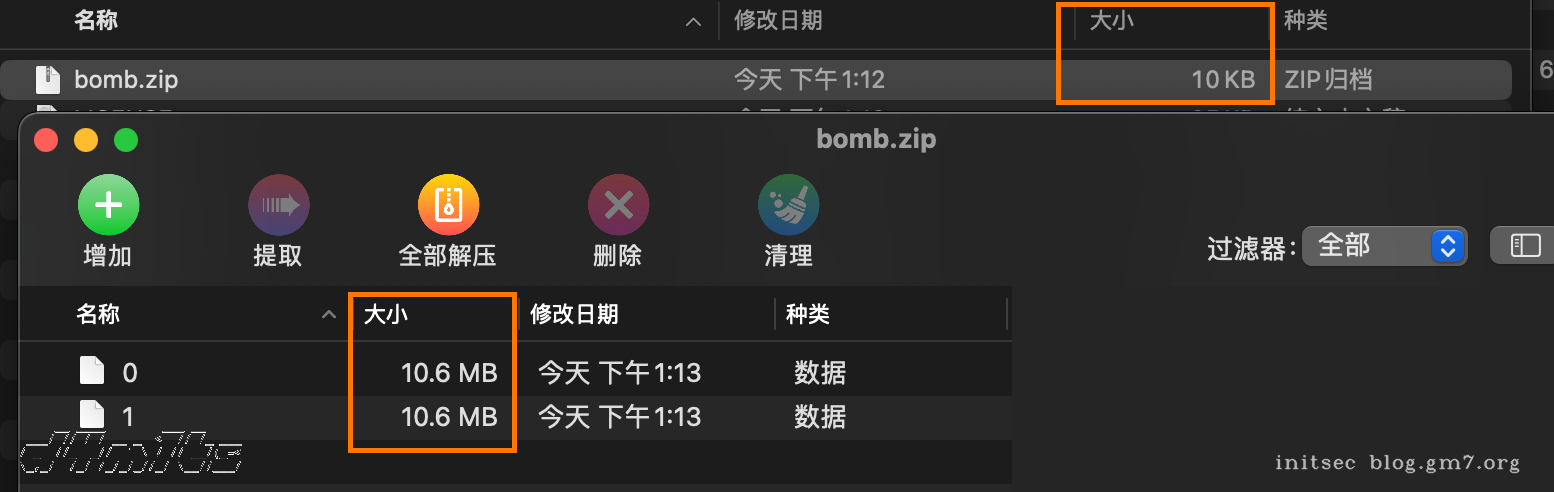 名称 修改日期 大小 种类
bomb.zip 今天 下午1:12 10 KB ZIP归档
6
bomb.zip
增加 提取 全部解压 删除 清理
过滤器: 全部
名称 大小 修改日期 种类
0 10.6 MB 今天 下午1:13 数据
1 10.6 MB 今天 下午1:13 数据
initsec blog.gm7.org